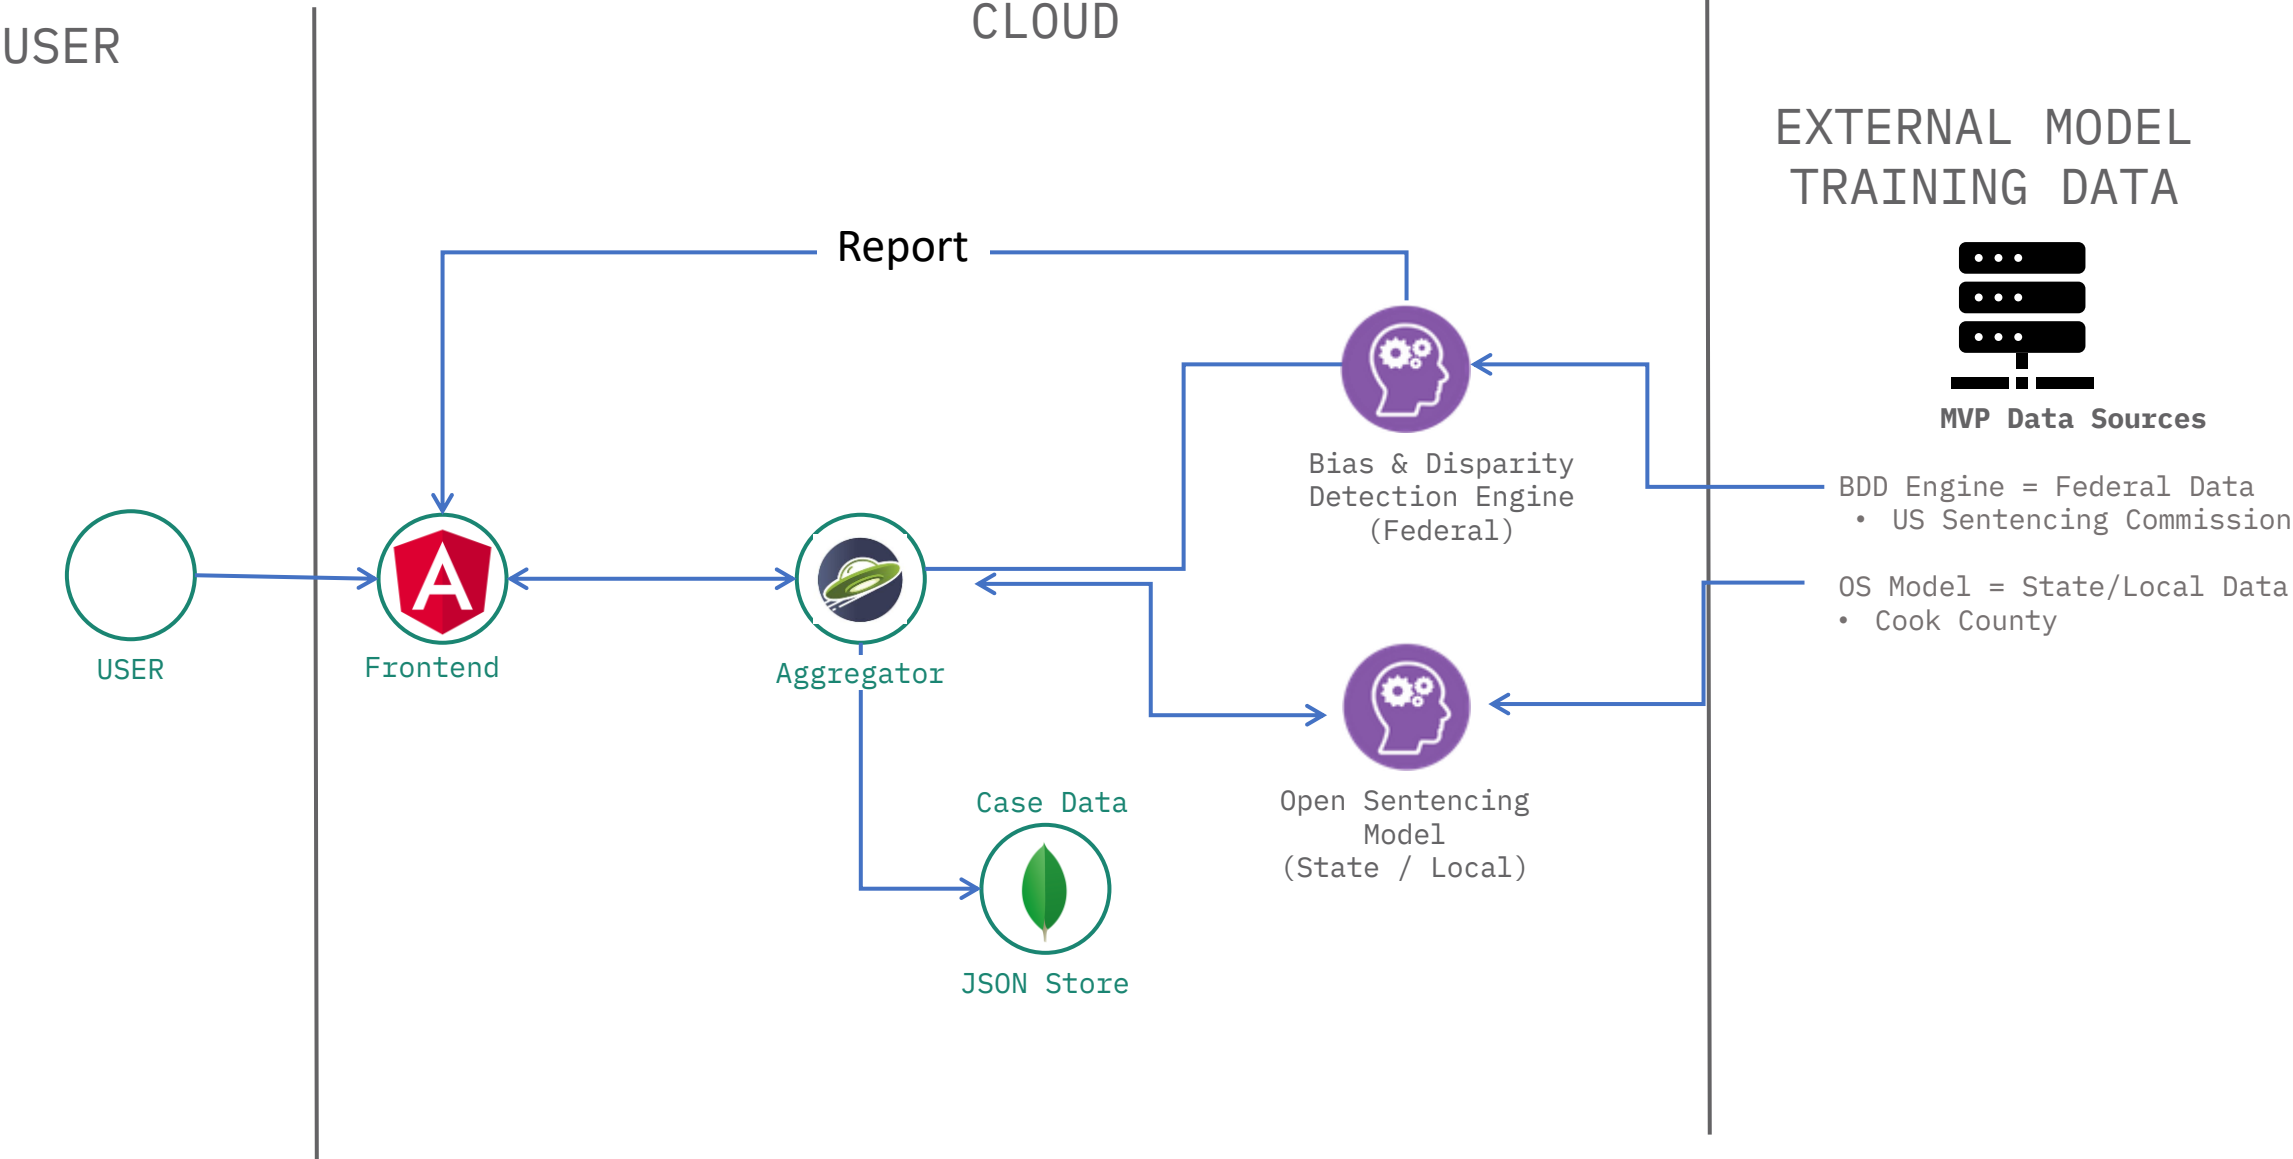 USER
CLOUD
EXTERNAL MODEL
TRAINING DATA
Report
MVP Data Sources
Bias & Disparity
Detection Engine
(Federal)
BDD Engine = Federal Data
• US Sentencing Commission
OS Model = State/Local Data
• Cook County
USER
Frontend
Aggregator
Case Data
JSON Store
Open Sentencing
Model
(State / Local)
A